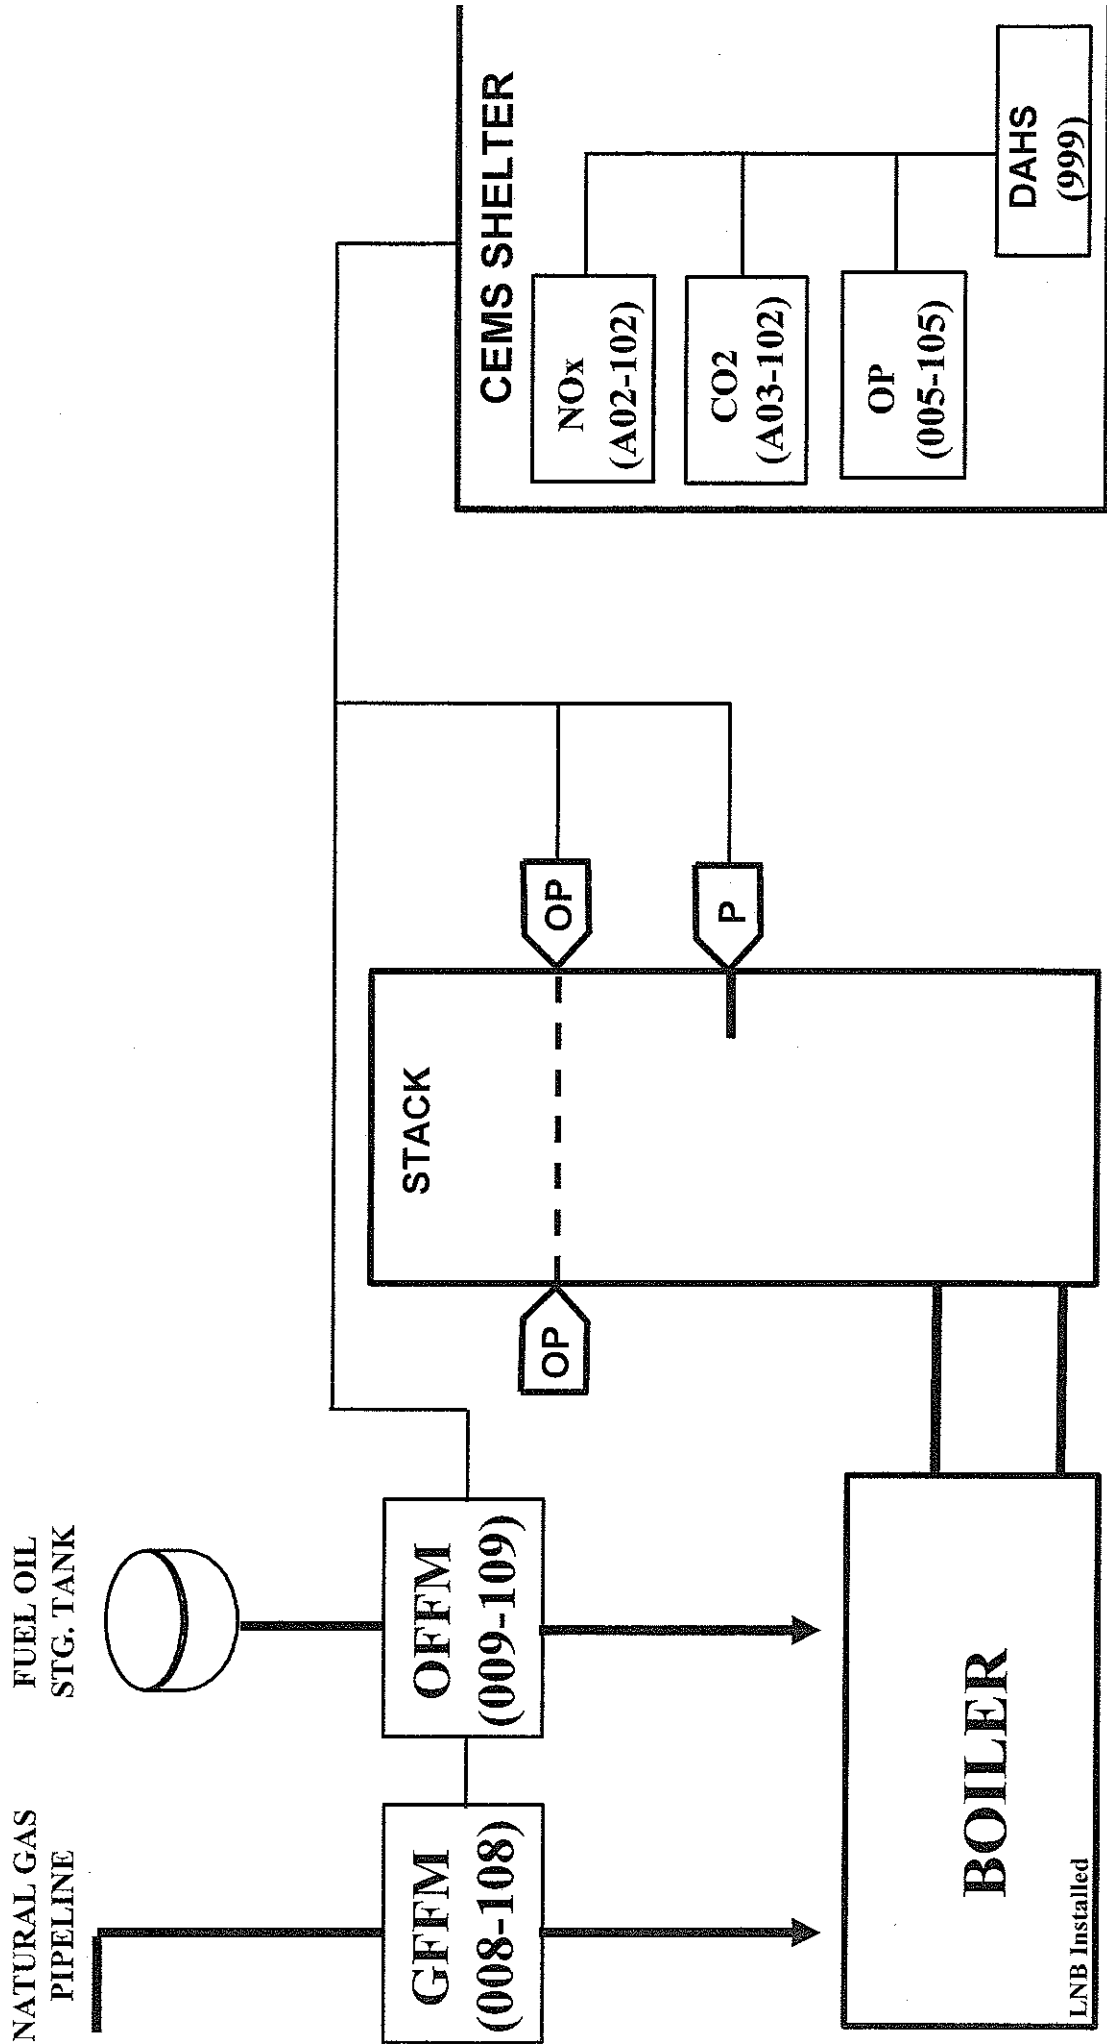 NATURAL GAS
PIPELINE
FUEL OIL
STG. TANK
GFFM
(008-108)
OFFM
(009-109)
BOILER
LNB Installed
STACK
OP
OP
P
CEMS SHELTER
NOx
(A02-102)
CO2
(A03-102)
OP
(005-105)
DAHS
(999)